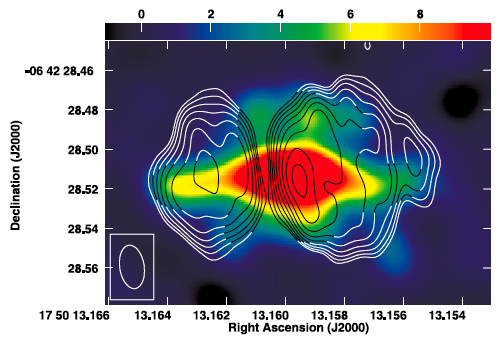 0 2 4 6 8
-06 42 28.46
28.48
28.50
28.52
28.54
28.56
Declination (J2000)
17 50 13.166 13.164 13.162 13.160 13.158 13.156 13.154
Right Ascension (J2000)